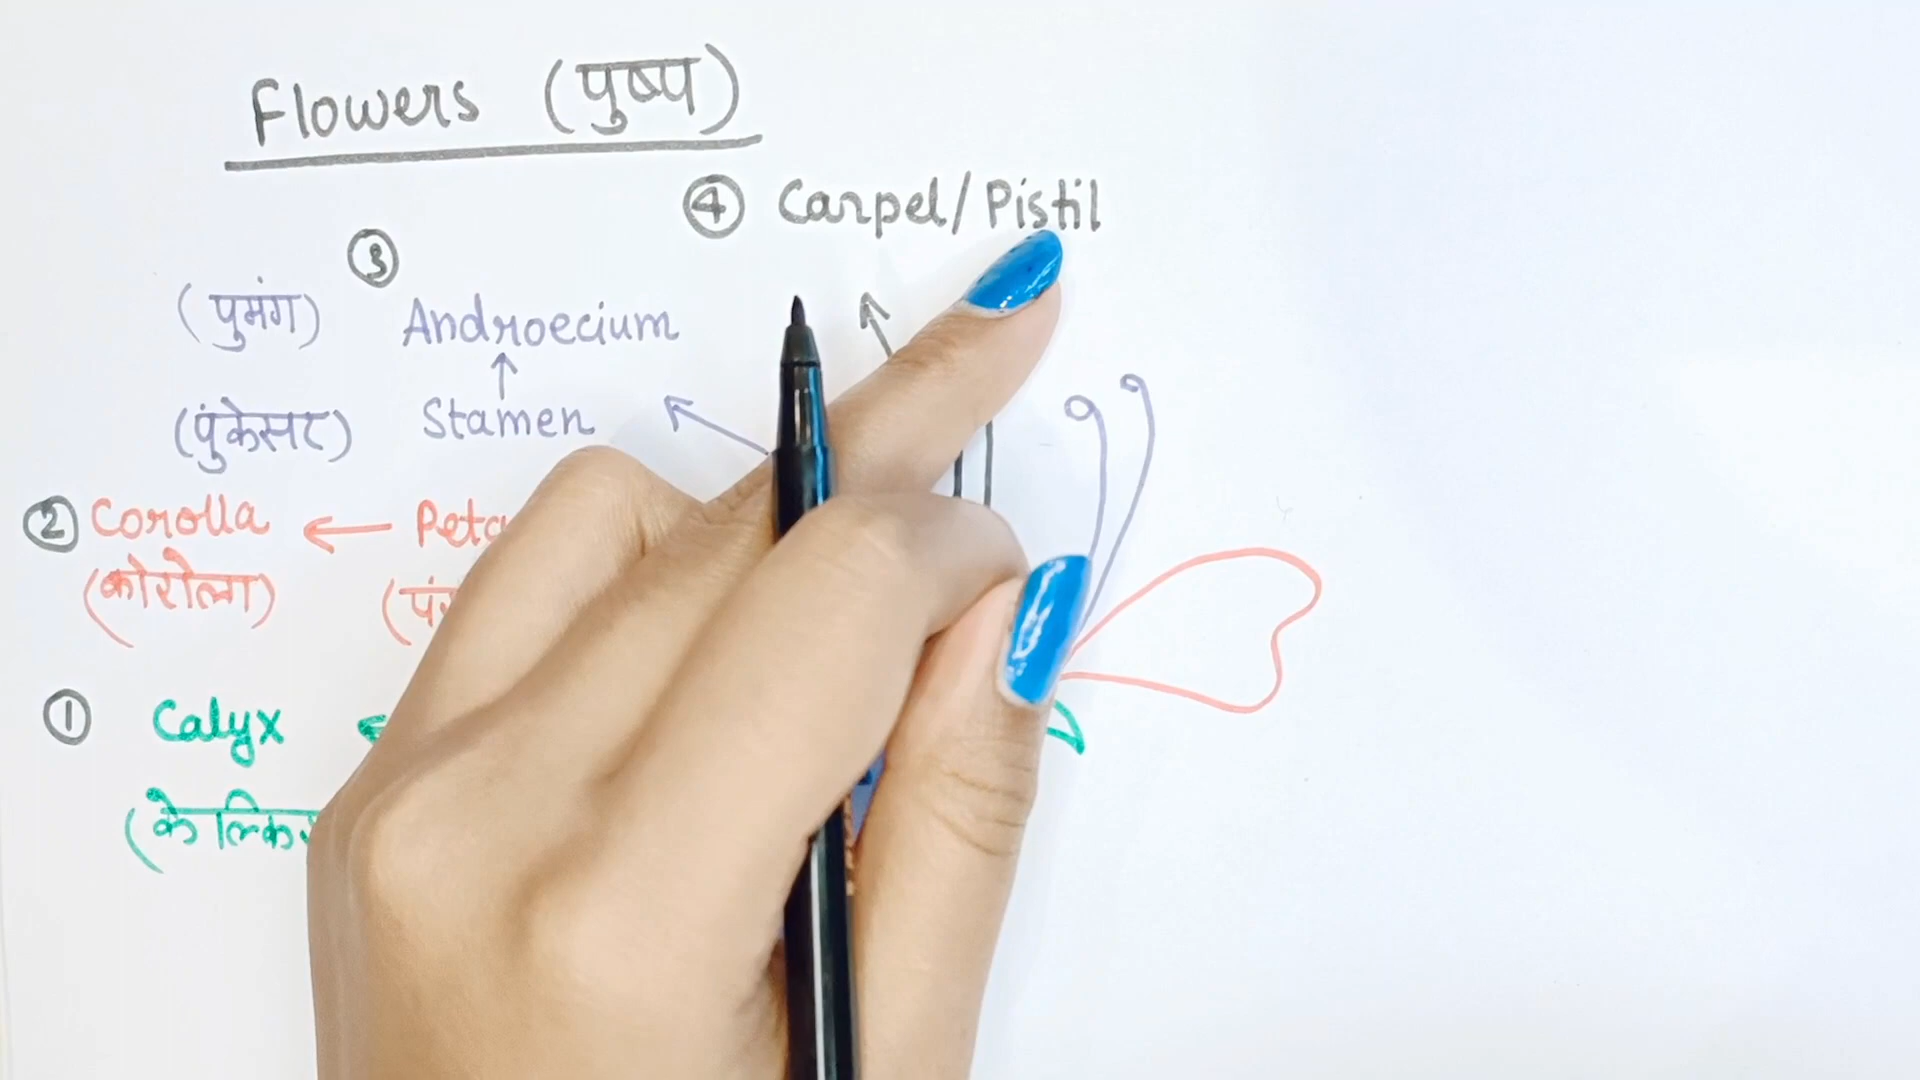 Flowers (पुष्प)
④ Carpel/Pistil
③
(पुमंग) Androecium
(पुंकेसर) Stamen
② Corolla ←
(कोरोला)
① Calyx